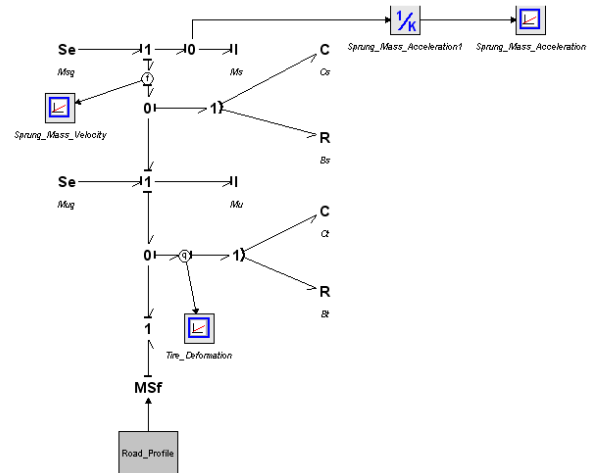 1/K
Se 1 0 I C
Msg Ms Cs
Sprung_Mass_Acceleration1 Sprung_Mass_Acceleration
f
0 1
Sprung_Mass_Velocity
R
Bs
Se 1 I
Mug Mu
C
Ct
0 q 1
R
Bt
1
Tire_Deformation
MSf
Road_Profile